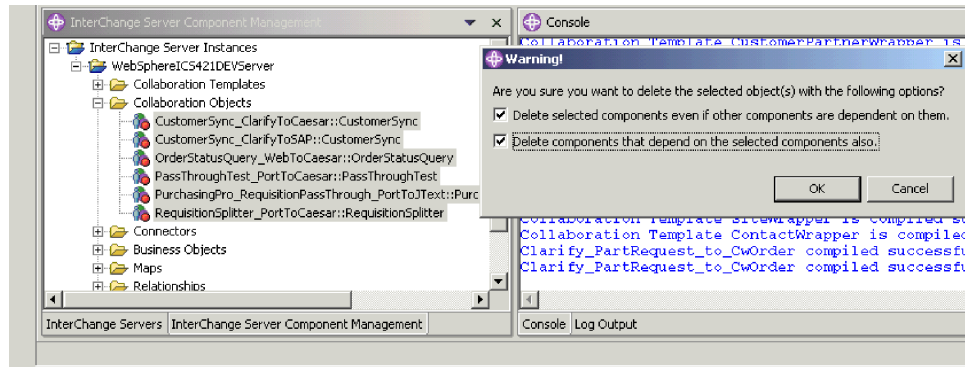 InterChange Server Component Management
InterChange Server Instances
WebSphereICS421DEVServer
Collaboration Templates
Collaboration Objects
CustomerSync_ClarifyToCaesar::CustomerSync
CustomerSync_ClarifyToSAP::CustomerSync
OrderStatusQuery_WebToCaesar::OrderStatusQuery
PassThroughTest_PortToCaesar::PassThroughTest
PurchasingPro_RequisitionPassThrough_PortToJText::Purc
RequisitionSplitter_PortToCaesar::RequisitionSplitter
Connectors
Business Objects
Maps
Relationships
InterChange Servers InterChange Server Component Management
Console
Collaboration Template CustomerPartnerWrapper is
Warning!
Are you sure you want to delete the selected object(s) with the following options?
Delete selected components even if other components are dependent on them.
Delete components that depend on the selected components also.
OK Cancel
Collaboration Template SiteWrapper is compiled su
Collaboration Template ContactWrapper is compiled
Clarify_PartRequest_to_CwOrder compiled successfu
Clarify_PartRequest_to_CwOrder compiled successfu
Console Log Output